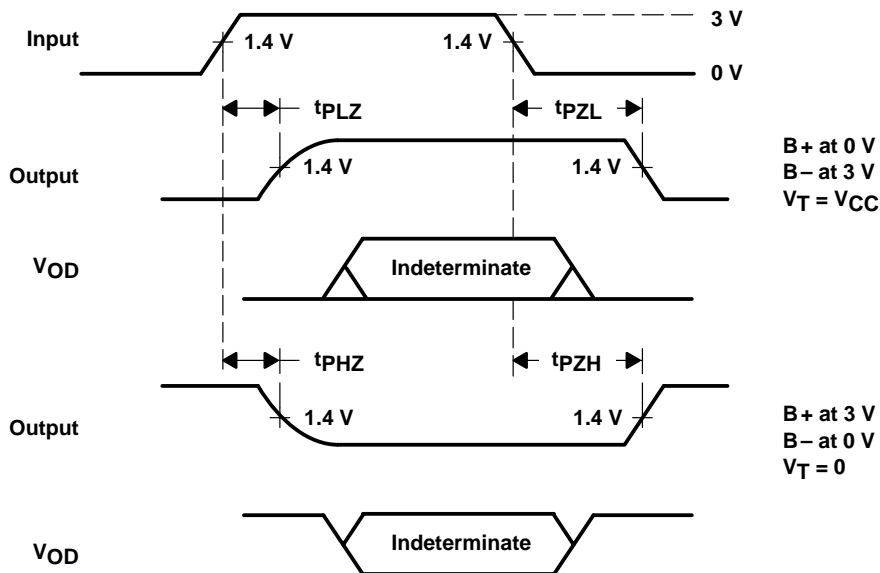 3 V
Input
1.4 V
1.4 V
0 V
tPLZ
tPZL
B+ at 0 V
Output
1.4 V
1.4 V
B– at 3 V
VT = VCC
VOD
Indeterminate
tPHZ
tPZH
Output
1.4 V
1.4 V
B+ at 3 V
B– at 0 V
VT = 0
VOD
Indeterminate